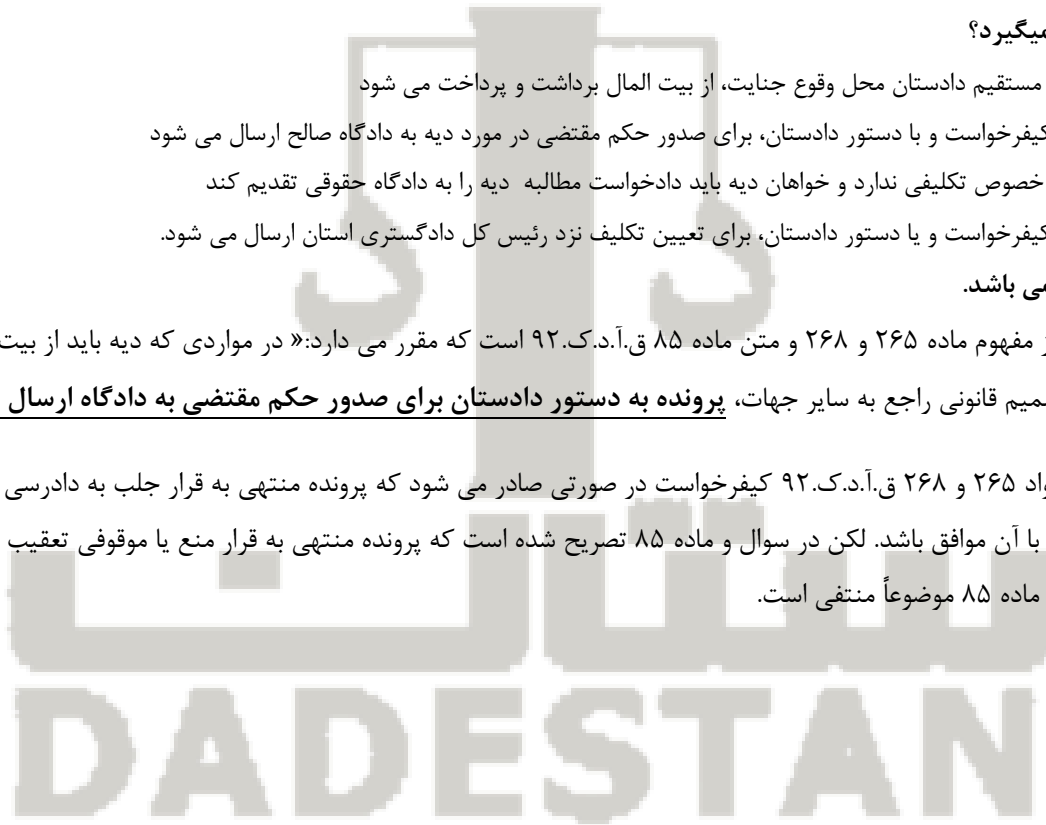 میگیرد؟
مستقیم دادستان محل وقوع جنایت، از بیت المال برداشت و پرداخت می شود
کیفرخواست و با دستور دادستان، برای صدور حکم مقتضی در مورد دیه به دادگاه صالح ارسال می شود
خصوص تکلیفی ندارد و خواهان دیه باید دادخواست مطالبه دیه را به دادگاه حقوقی تقدیم کند
کیفرخواست و یا دستور دادستان، برای تعیین تکلیف نزد رئیس کل دادگستری استان ارسال می شود.
می باشد.
مفهوم ماده ۲۶۵ و ۲۶۸ و متن ماده ۸۵ ق.آ.د.ک.۹۲ است که مقرر می دارد:« در مواردی که دیه باید از بیت
میم قانونی راجع به سایر جهات، پرونده به دستور دادستان برای صدور حکم مقتضی به دادگاه ارسال
واد ۲۶۵ و ۲۶۸ ق.آ.د.ک.۹۲ کیفرخواست در صورتی صادر می شود که پرونده منتهی به قرار جلب به دادرسی
با آن موافق باشد. لکن در سوال و ماده ۸۵ تصریح شده است که پرونده منتهی به قرار منع یا موقوفی تعقیب
ماده ۸۵ موضوعاً منتفی است.
دادستان
DADESTAN